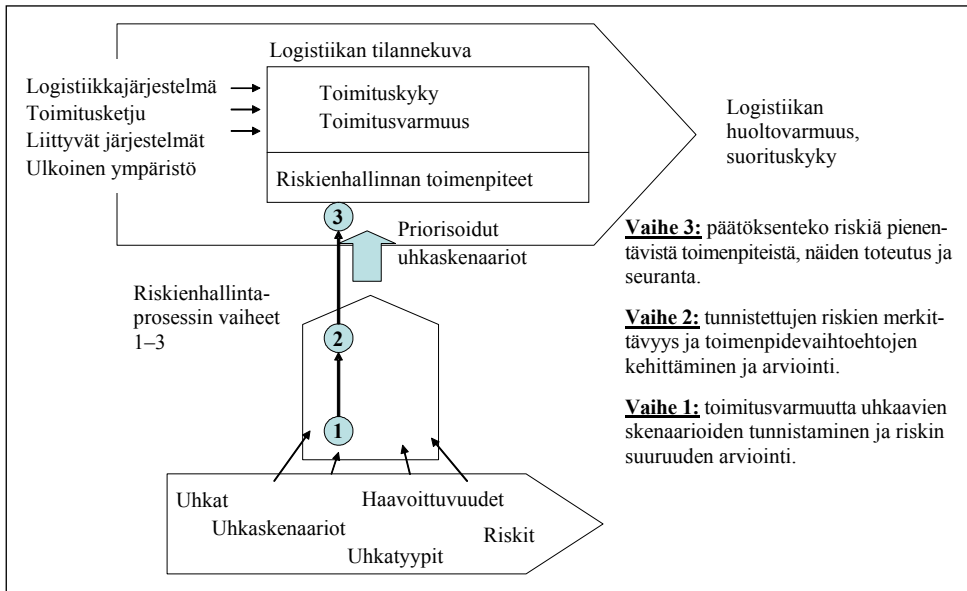 Logistiikan tilannekuva
Logistiikkajärjestelmä
Toimitusketju
Liittyvät järjestelmät
Ulkoinen ympäristö
Toimituskyky
Toimitusvarmuus
Riskienhallinnan toimenpiteet
Logistiikan
huoltovarmuus,
suorituskyky
3
Priorisoidut
uhkaskenaariot
Riskienhallinta-
prosessin vaiheet
1–3
2
1
Vaihe 3: päätöksenteko riskiä pienen-
tävistä toimenpiteistä, näiden toteutus ja
seuranta.
Vaihe 2: tunnistettujen riskien merkit-
tävyys ja toimenpidevaihtoehtojen
kehittäminen ja arviointi.
Vaihe 1: toimitusvarmuutta uhkaavien
skenaarioiden tunnistaminen ja riskin
suuruuden arviointi.
Uhkat
Haavoittuvuudet
Uhkaskenaariot
Riskit
Uhkatyypit